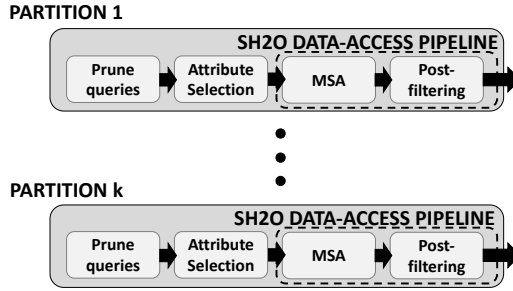 PARTITION 1
SH2O DATA-ACCESS PIPELINE
Prune
queries
Attribute
Selection
MSA
Post-
filtering
PARTITION k
SH2O DATA-ACCESS PIPELINE
Prune
queries
Attribute
Selection
MSA
Post-
filtering